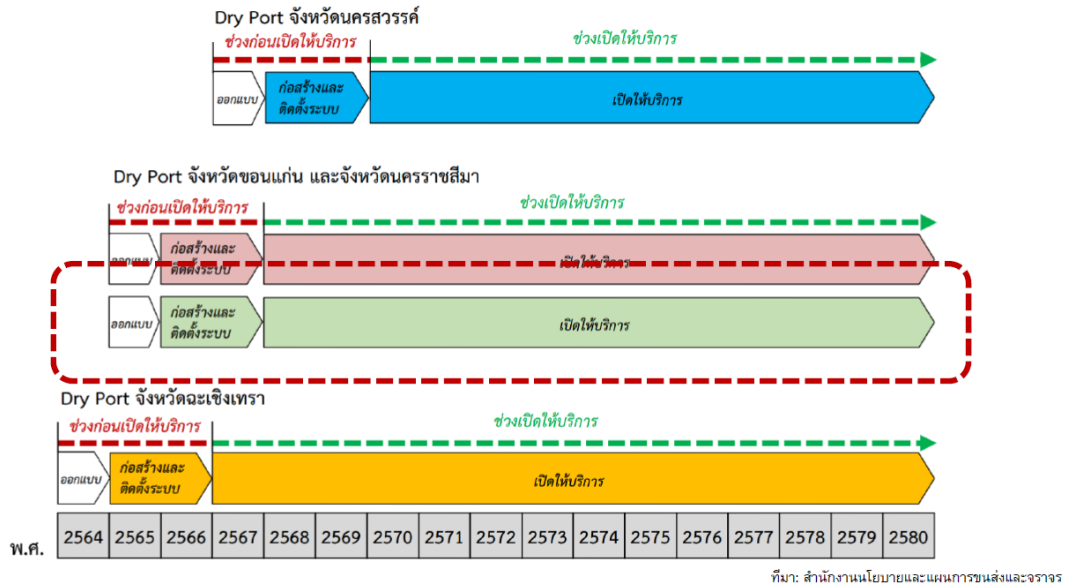 Dry Port จังหวัดนครสวรรค์
ช่วงก่อนเปิดให้บริการ
ช่วงเปิดให้บริการ
ออกแบบ
ก่อสร้างและ
ติดตั้งระบบ
เปิดให้บริการ
Dry Port จังหวัดขอนแก่น และจังหวัดนครราชสีมา
ช่วงก่อนเปิดให้บริการ
ช่วงเปิดให้บริการ
ออกแบบ
ก่อสร้างและ
ติดตั้งระบบ
เปิดให้บริการ
ออกแบบ
ก่อสร้างและ
ติดตั้งระบบ
เปิดให้บริการ
Dry Port จังหวัดฉะเชิงเทรา
ช่วงก่อนเปิดให้บริการ
ช่วงเปิดให้บริการ
ออกแบบ
ก่อสร้างและ
ติดตั้งระบบ
เปิดให้บริการ
พ.ศ. 2564 2565 2566 2567 2568 2569 2570 2571 2572 2573 2574 2575 2576 2577 2578 2579 2580
ที่มา: สำนักงานนโยบายและแผนการขนส่งและจราจร